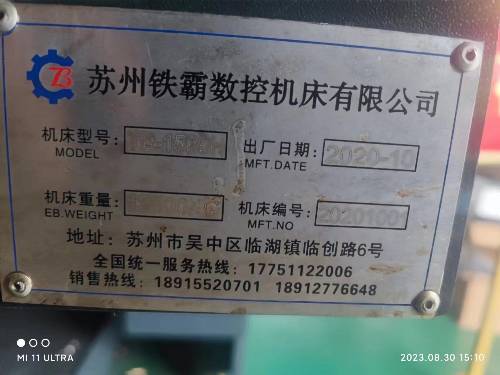 TB 苏州铁霸数控机床有限公司
机床型号: 出厂日期: 2020-10
MODEL MFT.DATE
机床重量: 机床编号: 20201001
EB.WEIGHT MFT.NO
地址: 苏州市吴中区临湖镇临创路6号
全国统一服务热线: 17751122006
销售热线: 18915520701 18912776648
MI 11 ULTRA
2023.08.30 15:10